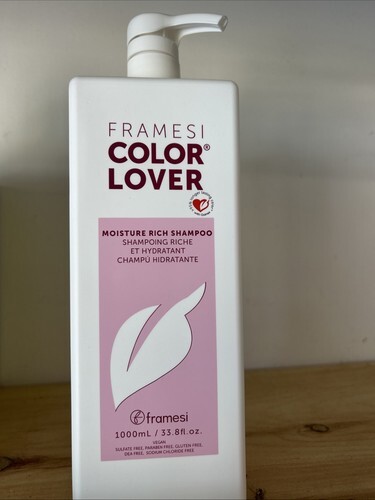 FRAMESI
COLOR®
LOVER
MOISTURE RICH SHAMPOO
SHAMPOING RICHE
ET HYDRATANT
CHAMPÚ HIDRATANTE
framesi
1000mL / 33.8fl.oz.
VEGAN
SULFATE FREE, PARABEN FREE, GLUTEN FREE,
DEA FREE, SODIUM CHLORIDE FREE